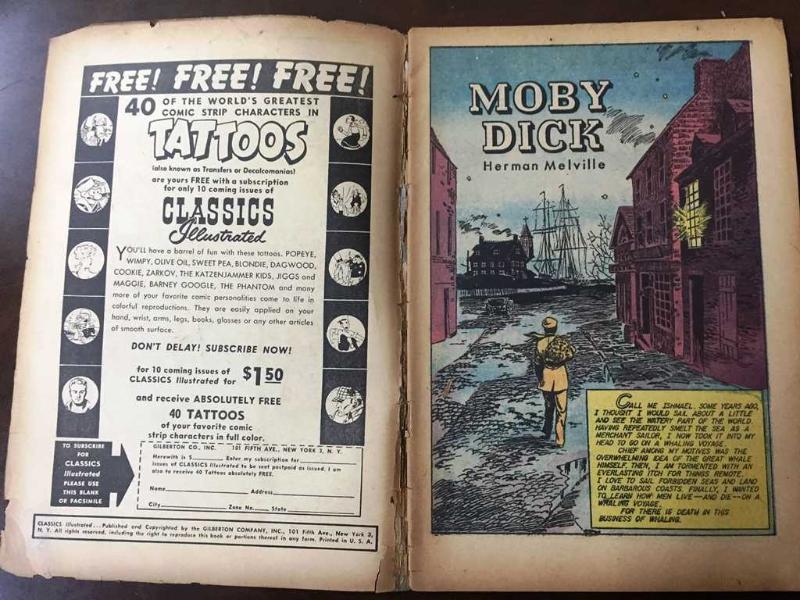 FREE! FREE! FREE!
40 OF THE WORLD'S GREATEST
COMIC STRIP CHARACTERS IN
TATTOOS
(also known as Transfers or Decalcomanias)
are yours FREE with a subscription
for only 10 coming issues of
CLASSICS
Illustrated
YOU'LL have a barrel of fun with these tattoos. POPEYE,
WIMPY, OLIVE OIL, SWEET PEA, BLONDIE, DAGWOOD,
COOKIE, ZARKOV, THE KATZENJAMMER KIDS, JIGGS and
MAGGIE, BARNEY GOOGLE, THE PHANTOM and many
more of your favorite comic personalities come to life in
colorful reproductions. They are easily applied on your
hand, wrist, arms, legs, books, glasses or any other articles
of smooth surface.
DON'T DELAY! SUBSCRIBE NOW!
for 10 coming issues of
CLASSICS Illustrated for $1.50
and receive ABSOLUTELY FREE
40 TATTOOS
of your favorite comic
strip characters in full color.
TO SUBSCRIBE
FOR
CLASSICS
Illustrated
PLEASE USE
THIS BLANK
OR FACSIMILE
GILBERTON CO., INC. 101 FIFTH AVE., NEW YORK 3, N. Y.
Herewith is $ Enter my subscription for
issues of CLASSICS Illustrated to be sent postpaid as issued. I am
also to receive 40 Tattoos absolutely FREE.
Name Address
City Zone No. State
CLASSICS Illustrated... Published and Copyrighted by the GILBERTON COMPANY, INC., 101 Fifth Ave., New York 3,
N. Y. All rights reserved, including the right to reproduce this book or portions thereof in any form. Printed in U. S. A.
MOBY
DICK
Herman Melville
CALL ME ISHMAEL. SOME YEARS AGO,
I THOUGHT I WOULD SAIL ABOUT A LITTLE
AND SEE THE WATERY PART OF THE WORLD.
HAVING REPEATEDLY SMELT THE SEA AS A
MERCHANT SAILOR, I NOW TOOK IT INTO MY
HEAD TO GO ON A WHALING VOYAGE.
CHIEF AMONG MY MOTIVES WAS THE
OVERWHELMING IDEA OF THE GREAT WHALE
HIMSELF. THEN, I AM TORMENTED WITH AN
EVERLASTING ITCH FOR THINGS REMOTE.
I LOVE TO SAIL FORBIDDEN SEAS AND LAND
ON BARBAROUS COASTS. FINALLY, I WANTED
TO LEARN HOW MEN LIVE—AND DIE—ON A
WHALING VOYAGE.
FOR THERE IS DEATH IN THIS
BUSINESS OF WHALING.